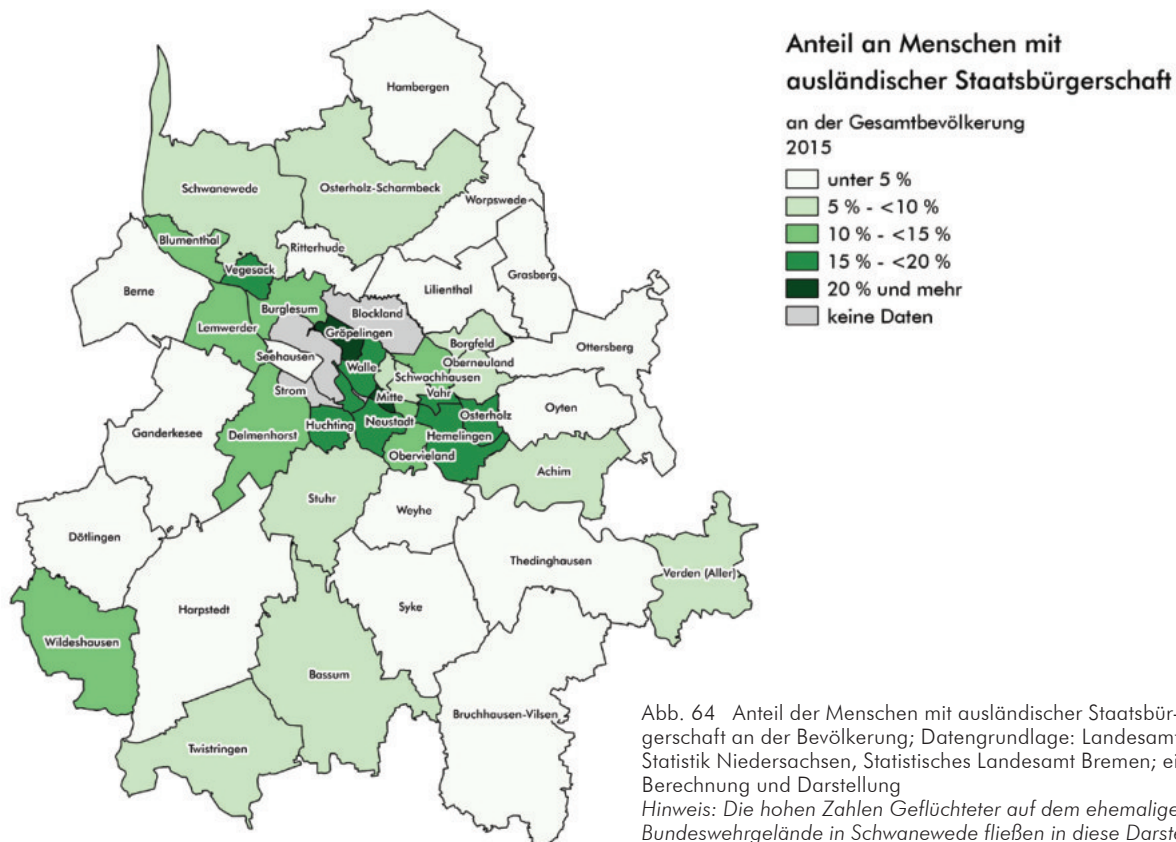 Anteil an Menschen mit
ausländischer Staatsbürgerschaft
an der Gesamtbevölkerung
2015
unter 5 %
5 % - <10 %
10 % - <15 %
15 % - <20 %
20 % und mehr
keine Daten
Hambergen
Schwanewede
Osterholz-Scharmbeck
Worpswede
Blumenthal
Ritterhude
Vegesack
Grasberg
Berne
Lilienthal
Burglesum
Blockland
Lemwerder
Gröpelingen
Borgfeld
Ottersberg
Seehausen
Walle
Oberneuland
Schwachhausen
Strom
Mitte
Vahr
Oyten
Ganderkesee
Delmenhorst
Huchting
Neustadt
Osterholz
Hemelingen
Obervieland
Achim
Stuhr
Weyhe
Dötlingen
Thedinghausen
Verden (Aller)
Harpstedt
Syke
Wildeshausen
Bassum
Bruchhausen-Vilsen
Twistringen
Abb. 64 Anteil der Menschen mit ausländischer Staatsbür-
gerschaft an der Bevölkerung; Datengrundlage: Landesamt
Statistik Niedersachsen, Statistisches Landesamt Bremen;
Berechnung und Darstellung
Hinweis: Die hohen Zahlen Geflüchteter auf dem
Bundeswehrgelände in Schwanewede fließen in diese